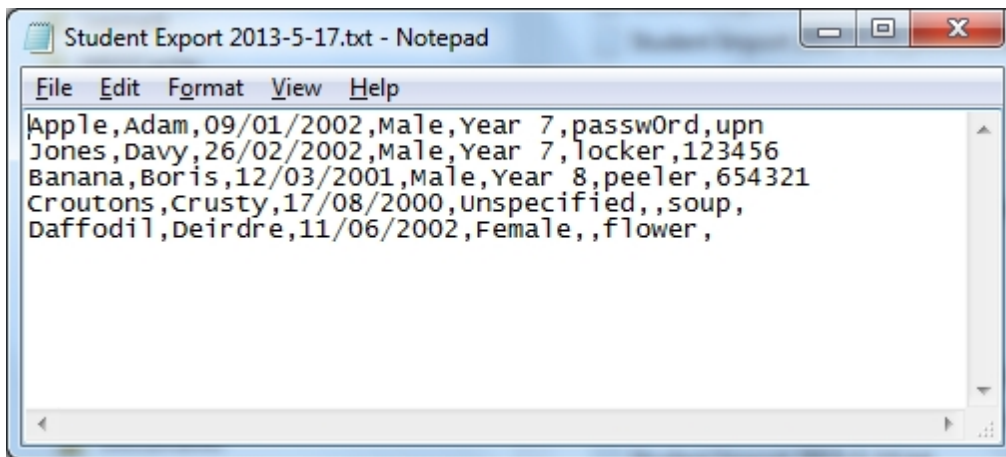 Student Export 2013-5-17.txt - Notepad
File Edit Format View Help
Apple,Adam,09/01/2002,Male,Year 7,passw0rd,upn
Jones,Davy,26/02/2002,Male,Year 7,locker,123456
Banana,Boris,12/03/2001,Male,Year 8,peeler,654321
Croutons,Crusty,17/08/2000,Unspecified,,soup,
Daffodil,Deirdre,11/06/2002,Female,,flower,